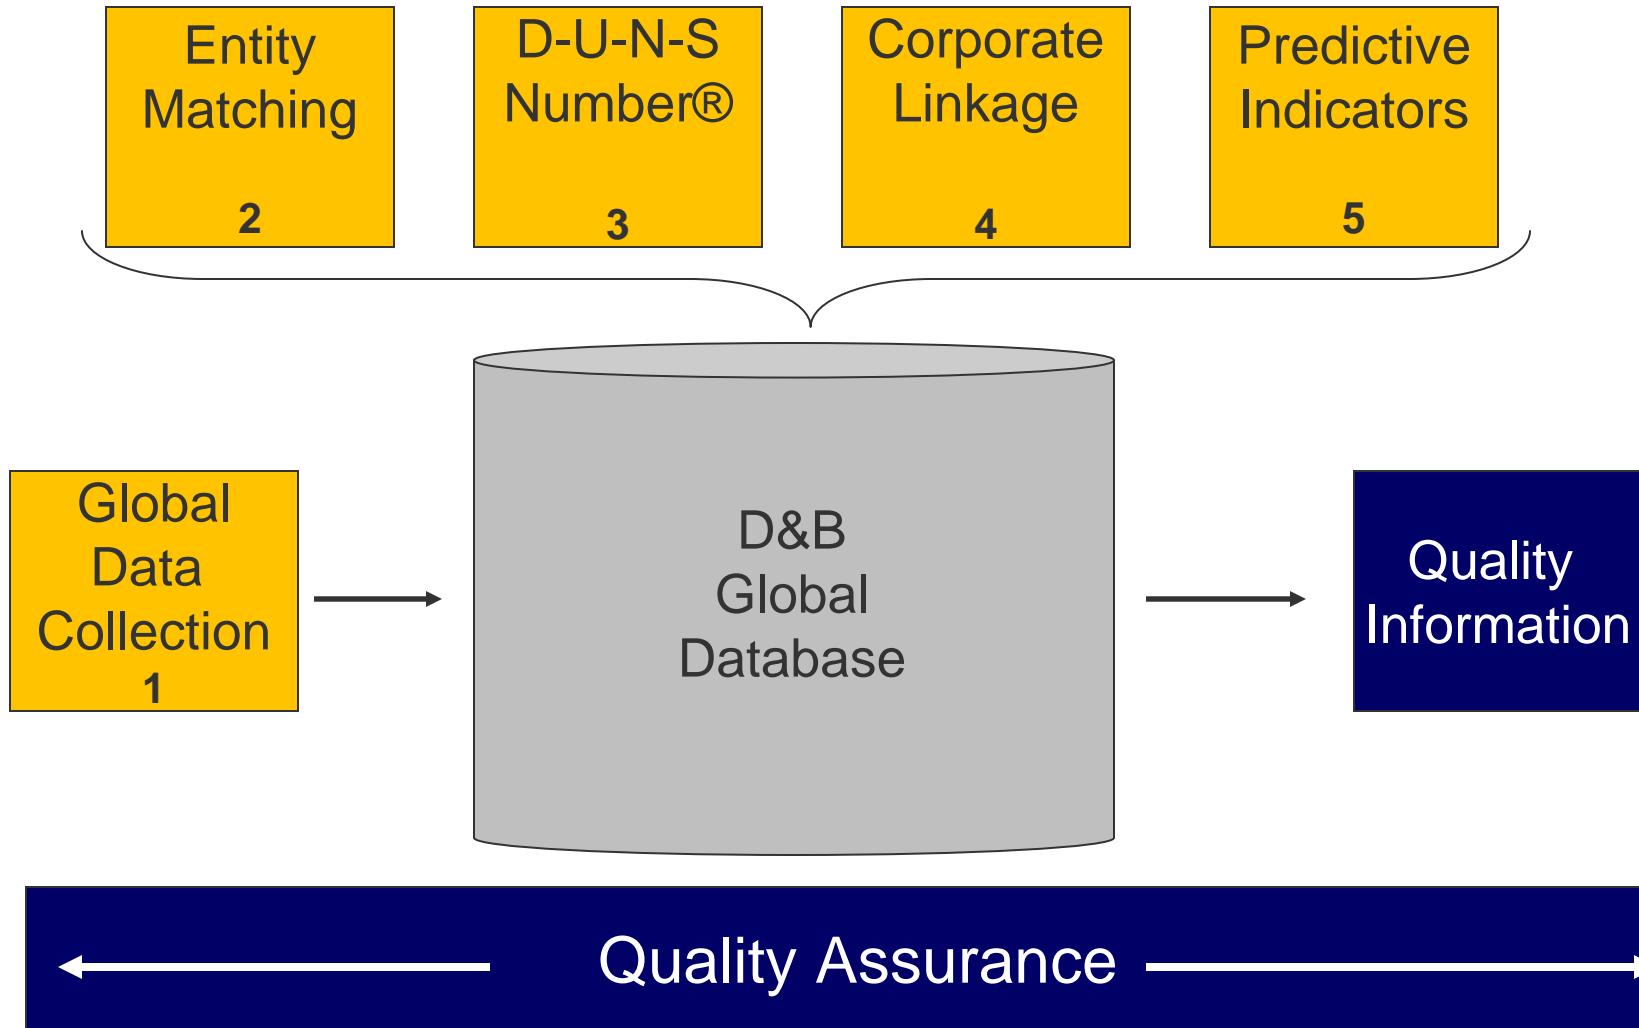 Entity
Matching
2
D-U-N-S
Number®
3
Corporate
Linkage
4
Predictive
Indicators
5
Global
Data
Collection
1
D&B
Global
Database
Quality
Information
Quality Assurance